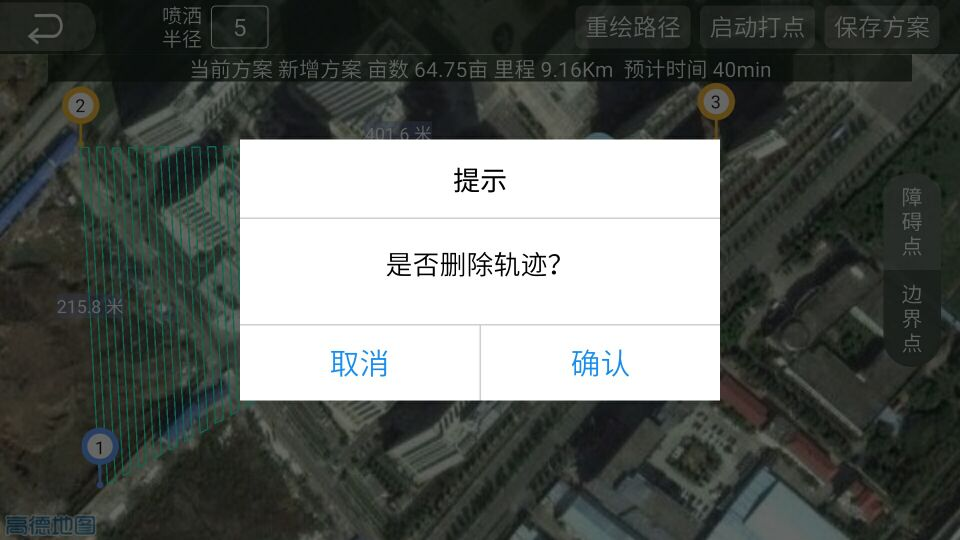 喷洒
半径
5
重绘路径
启动打点
保存方案
当前方案 新增方案 亩数 64.75亩 里程 9.16Km 预计时间 40min
2
3
401.6 米
提示
障碍点
是否删除轨迹?
边界点
215.8 米
取消
确认
1
高德地图